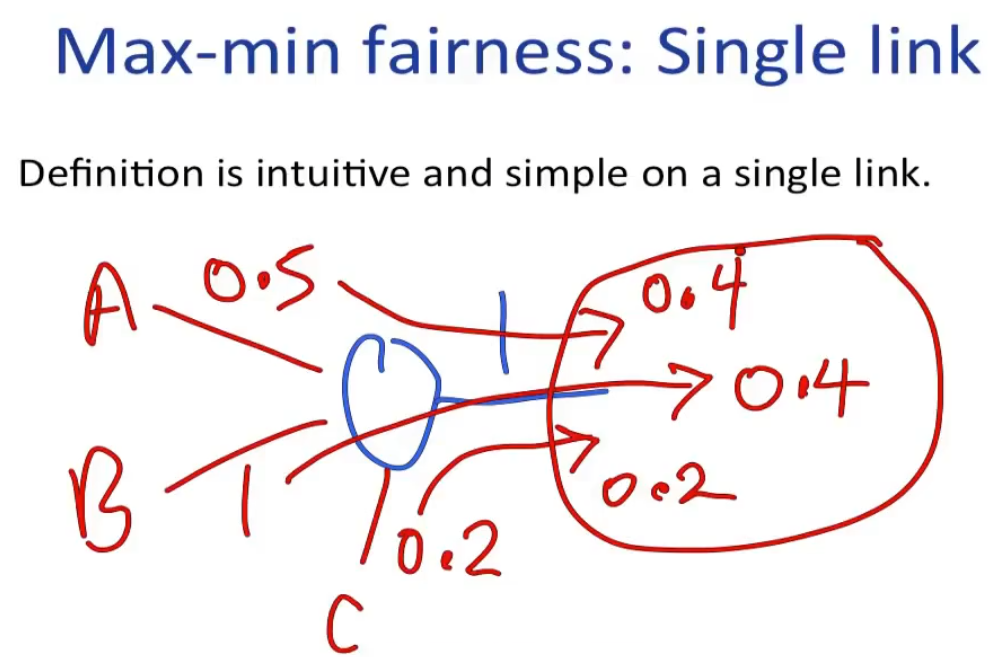 Max-min fairness: Single link
Definition is intuitive and simple on a single link.
A 0.5 1 0.4
0.4
B 1 0.2
0.2
C